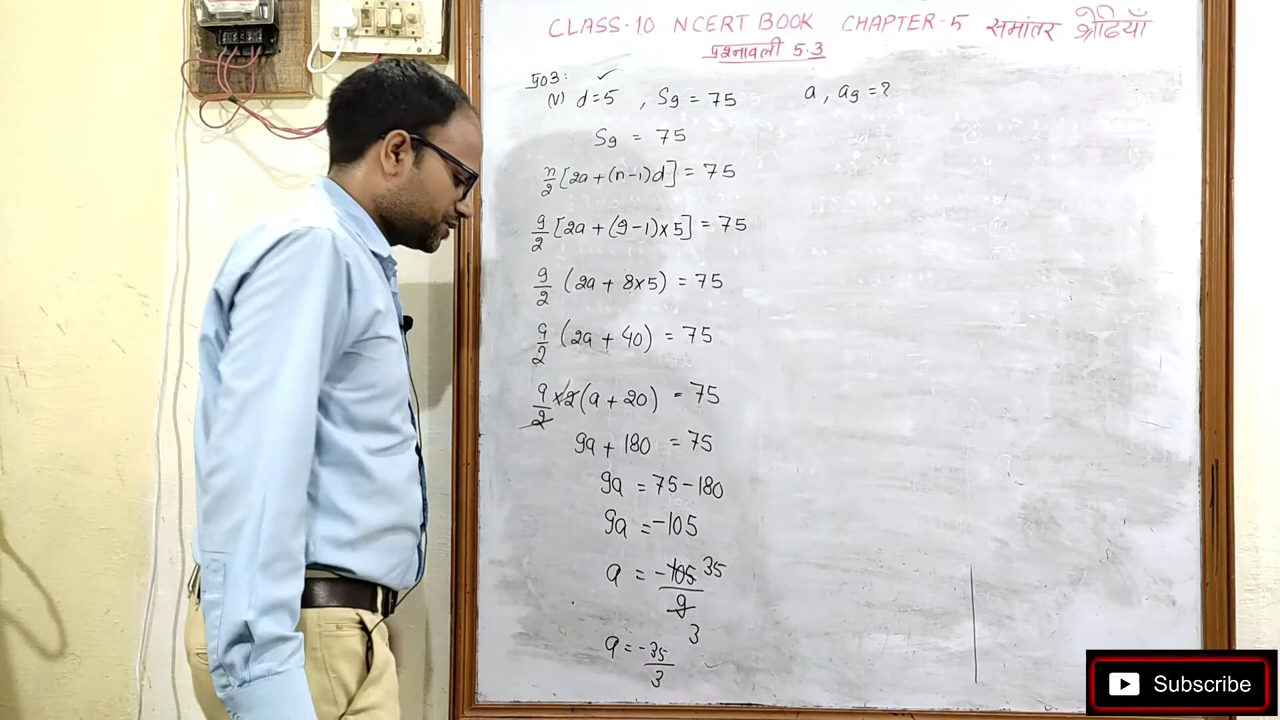 CLASS-10 NCERT BOOK CHAPTER-5 समांतर श्रेढियाँ
प्रश्नावली 5.3
प्र03: ✓
(v) d=5 , S9 = 75 a, a9 = ?
S9 = 75
n/2 [2a+(n-1)d] = 75
9/2 [2a+(9-1)×5] = 75
9/2 (2a + 8×5) = 75
9/2 (2a + 40) = 75
9/2 ×2 (a + 20) = 75
9a + 180 = 75
9a = 75-180
9a = -105
a = -105/9 35/3
a = -35/3
Subscribe